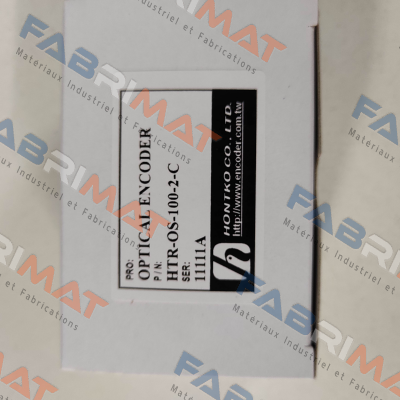 PRO:
OPTICAL ENCODER
P/N:
HTR-OS-100-2-C
SER:
11111A
HONTKO CO., LTD.
http://www.encoder.com.tw
FABRIMAT
Matériaux Industriel et Fabrications